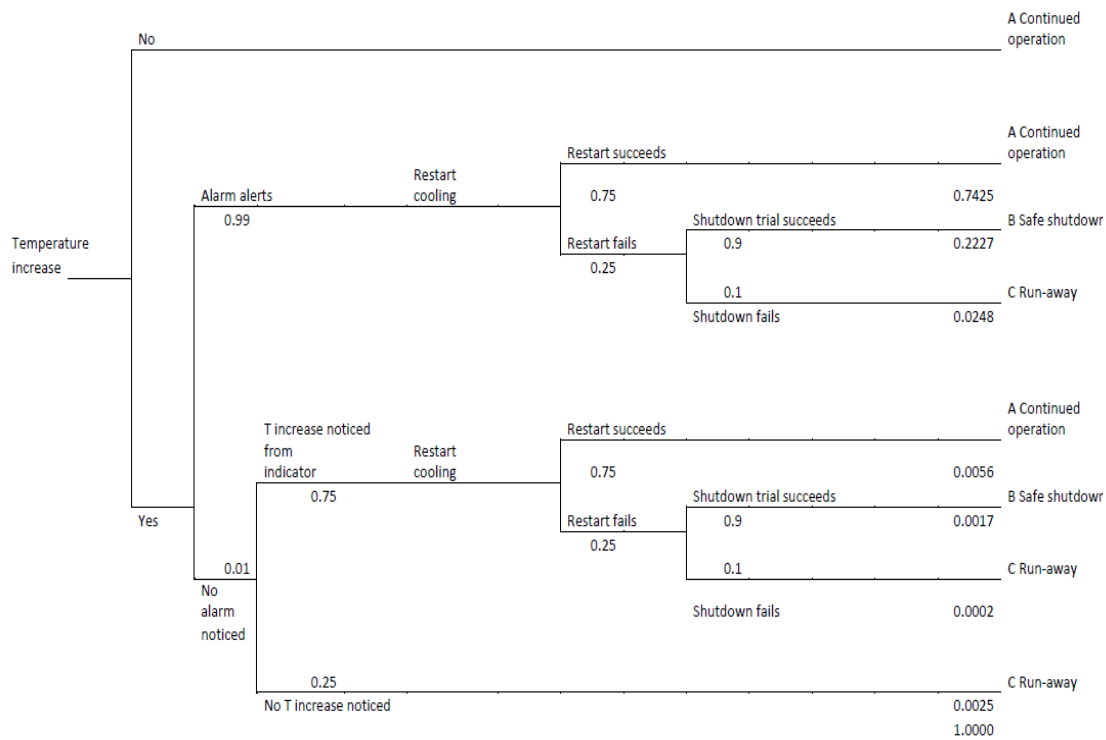 A Continued
No operation
A Continued
Restart succeeds operation
Restart
Alarm alerts cooling 0.75 0.7425
0.99 Shutdown trial succeeds B Safe shutdown
Temperature Restart fails 0.9 0.2227
increase 0.25
0.1 C Run-away
Shutdown fails 0.0248
A Continued
T increase noticed Restart succeeds operation
from Restart
indicator cooling 0.75 0.0056
0.75 Shutdown trial succeeds B Safe shutdown
Yes Restart fails 0.9 0.0017
0.25
0.01 0.1 C Run-away
No
alarm Shutdown fails 0.0002
noticed
0.25 C Run-away
No T increase noticed 0.0025
1.0000